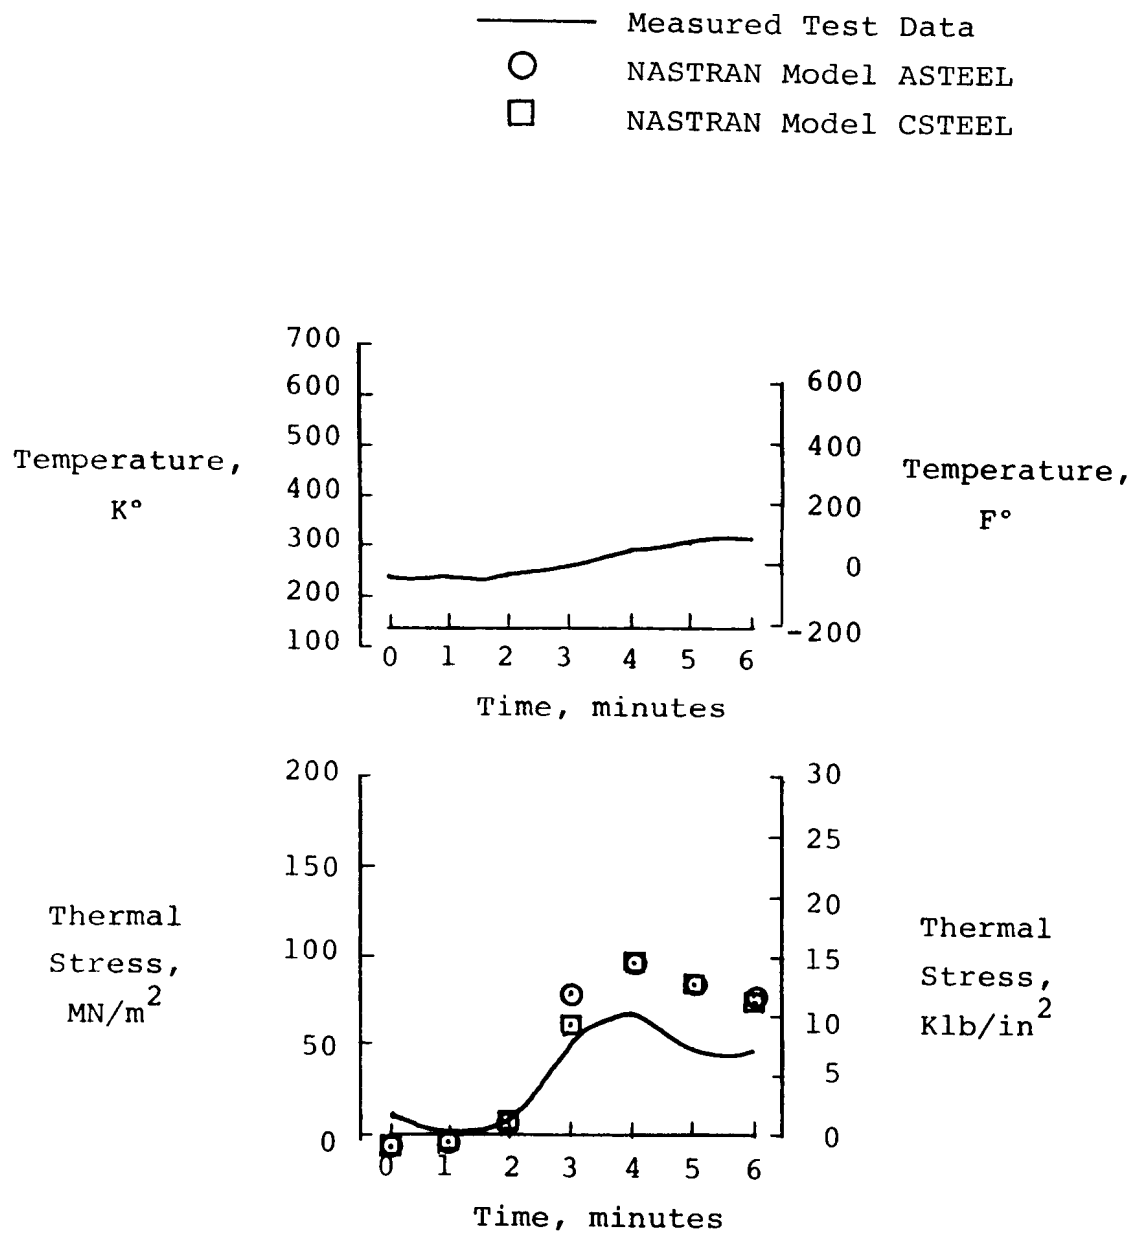 Measured Test Data
NASTRAN Model ASTEEL
NASTRAN Model CSTEEL
700
600
500
400
300
200
100
Temperature,
K°
600
400
200
0
-200
Temperature,
F°
0 1 2 3 4 5 6
Time, minutes
200
150
100
50
0
Thermal
Stress,
MN/m²
30
25
20
15
10
5
0
Thermal
Stress,
Klb/in²
0 1 2 3 4 5 6
Time, minutes